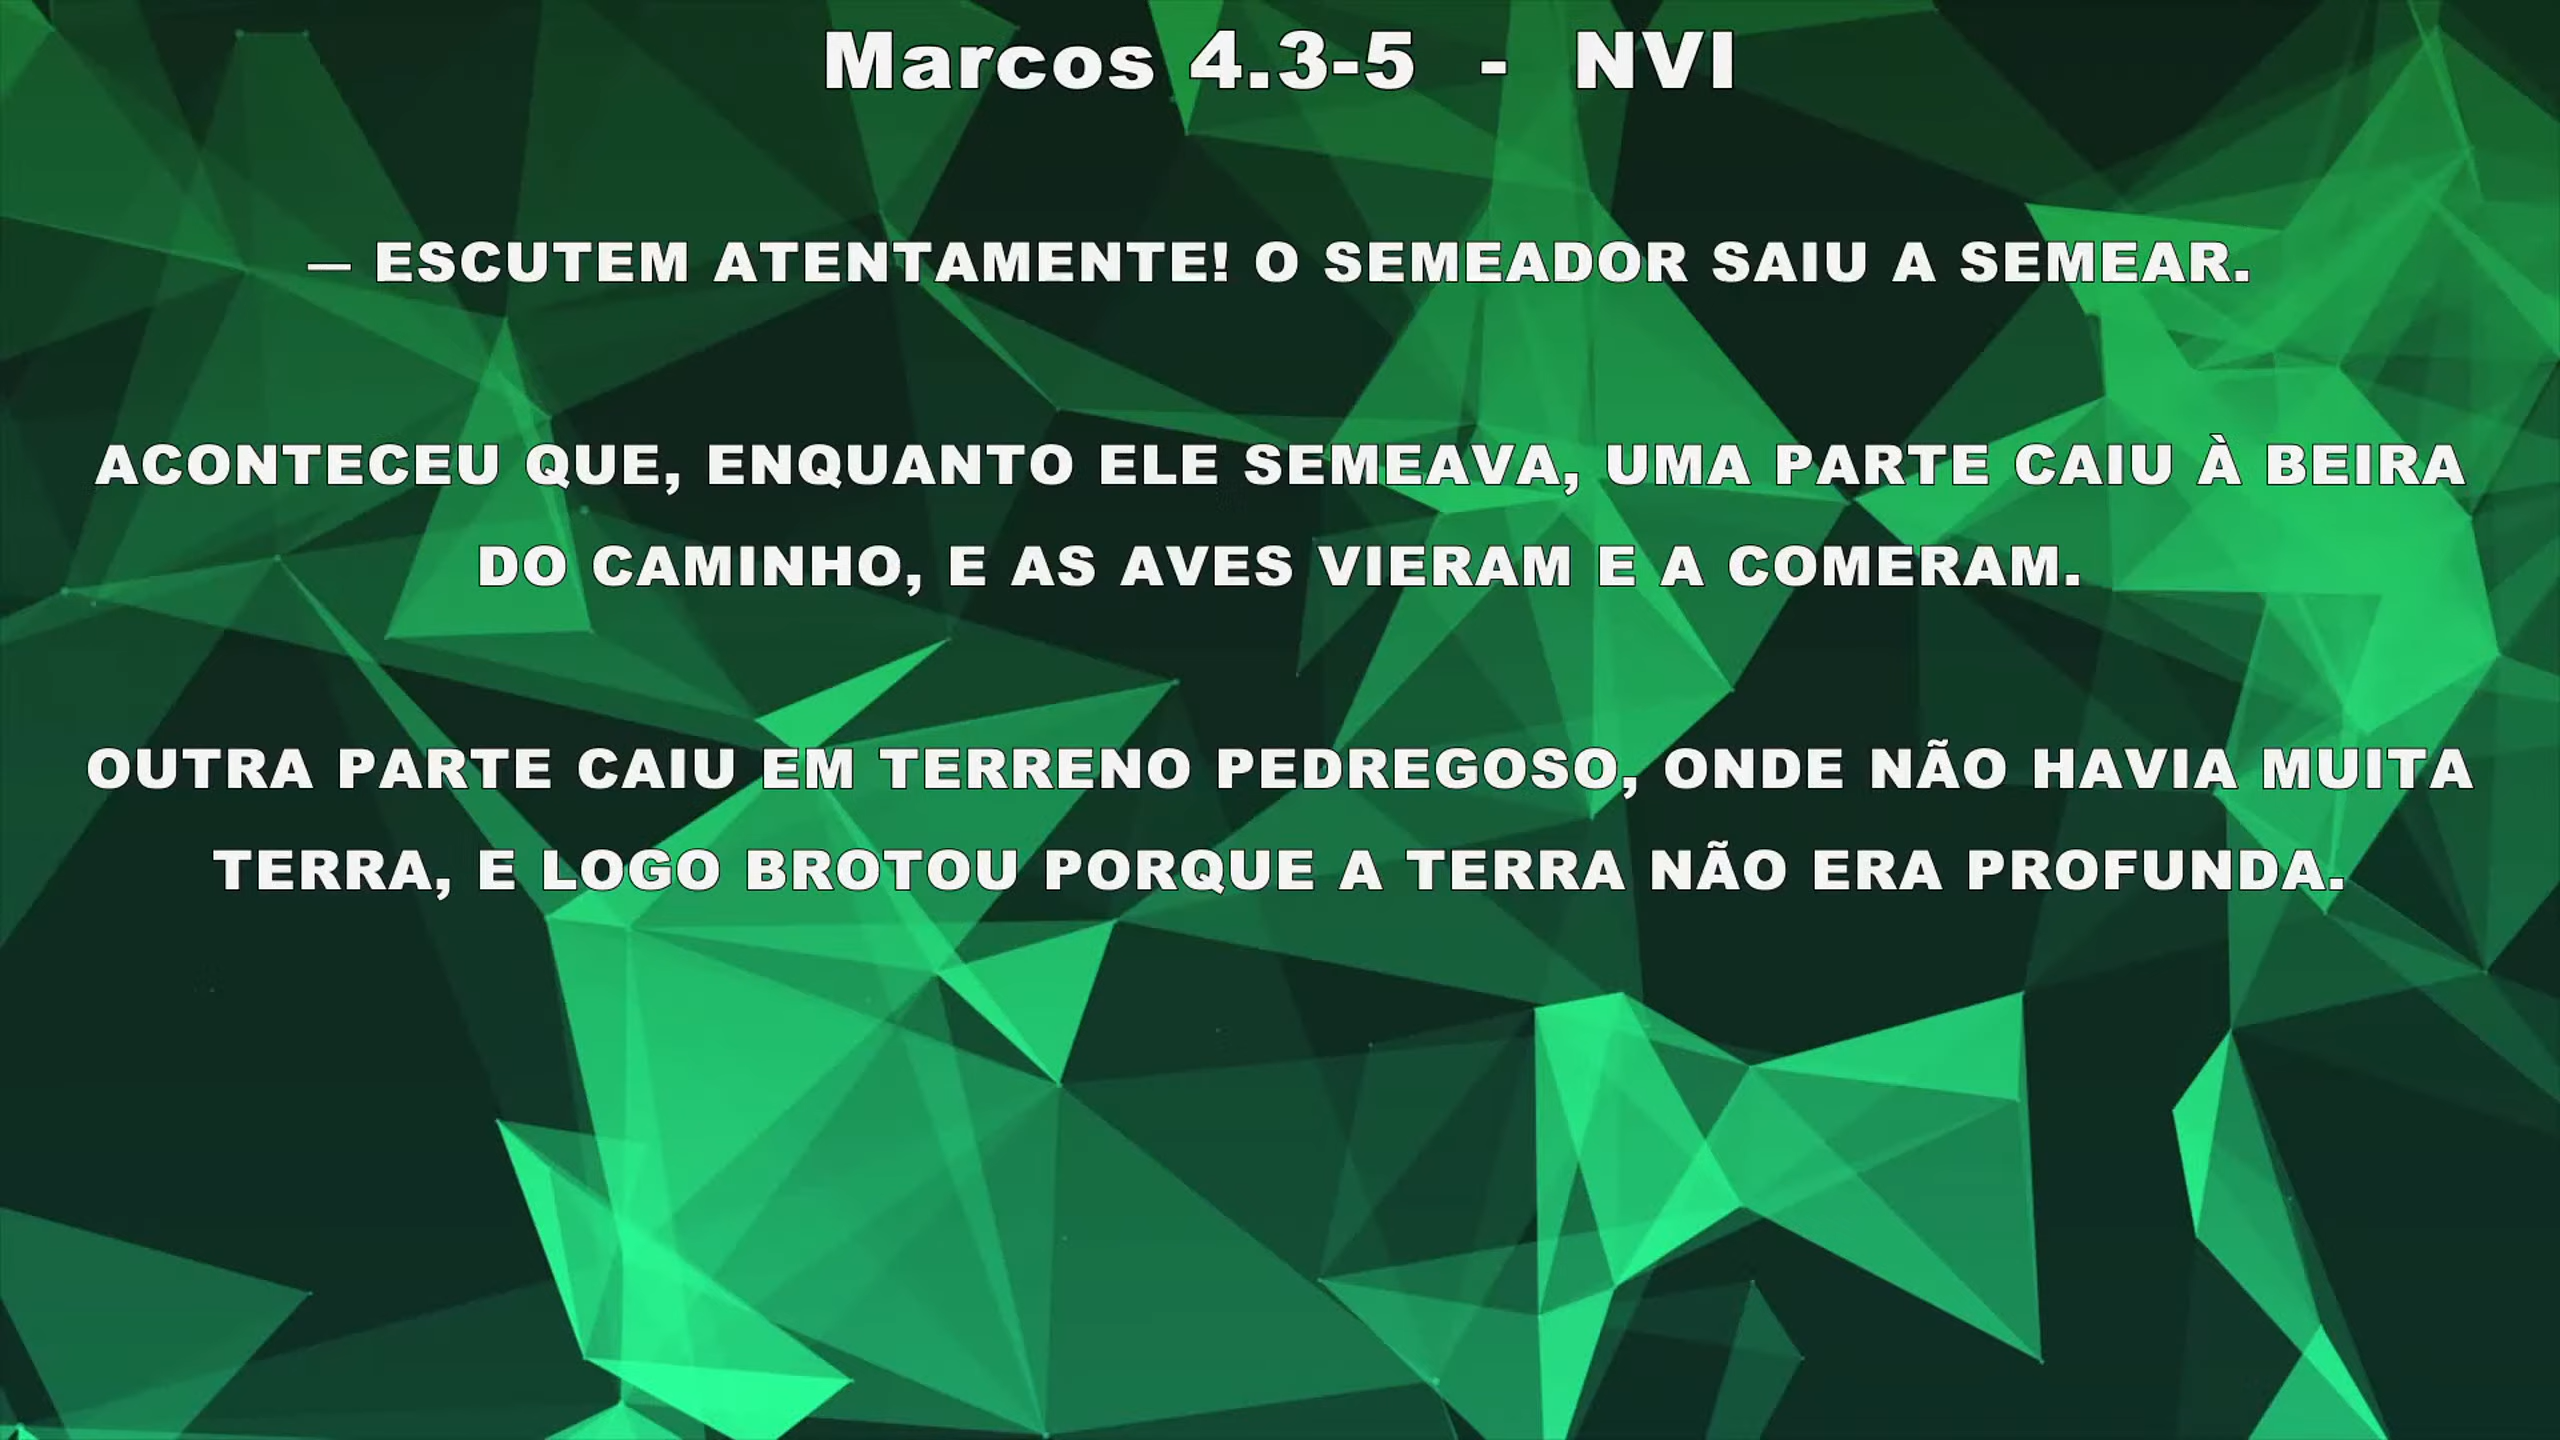 Marcos 4.3-5 - NVI
— ESCUTEM ATENTAMENTE! O SEMEADOR SAIU A SEMEAR.
ACONTECEU QUE, ENQUANTO ELE SEMEAVA, UMA PARTE CAIU À BEIRA
DO CAMINHO, E AS AVES VIERAM E A COMERAM.
OUTRA PARTE CAIU EM TERRENO PEDREGOSO, ONDE NÃO HAVIA MUITA
TERRA, E LOGO BROTOU PORQUE A TERRA NÃO ERA PROFUNDA.